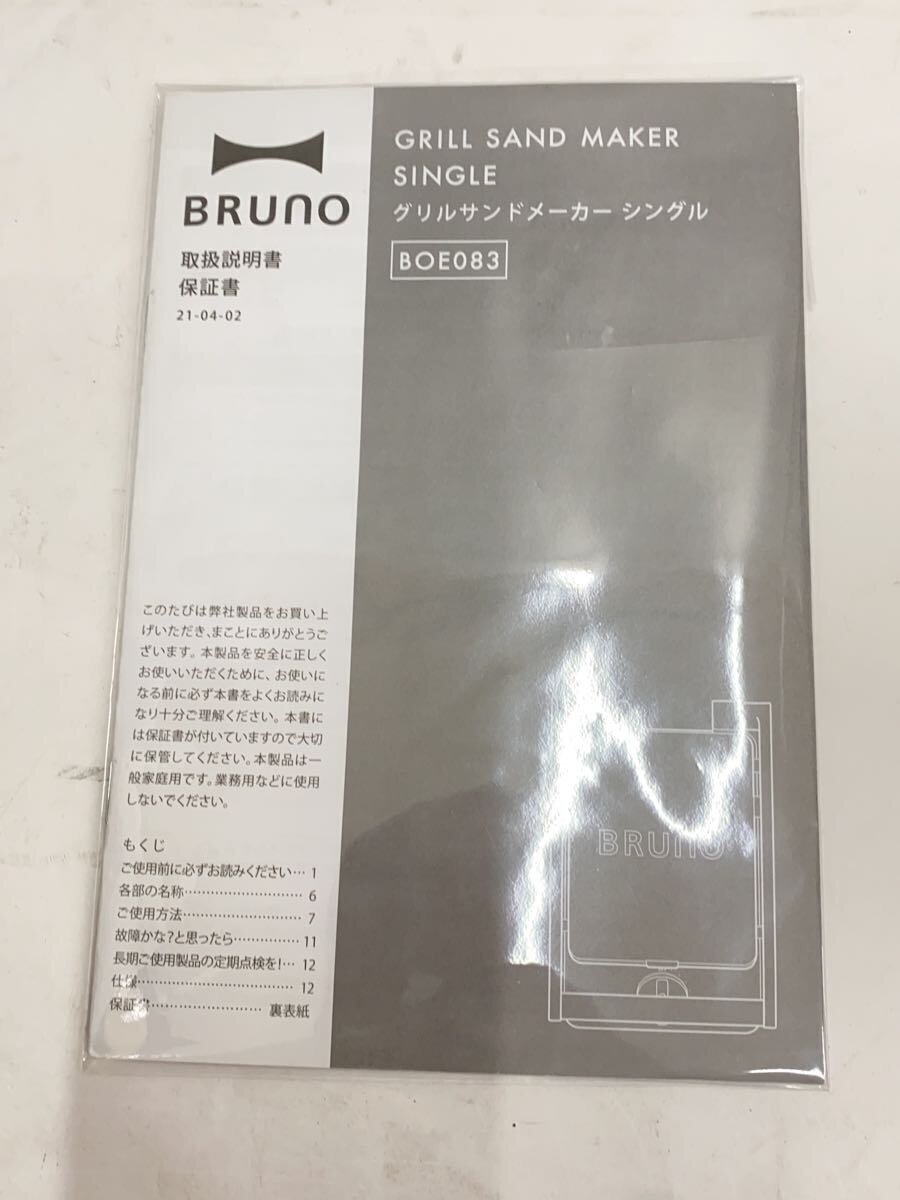 BRUNO
取扱説明書
保証書
21-04-02
GRILL SAND MAKER
SINGLE
グリルサンドメーカー シングル
BOE083
このたびは弊社製品をお買い上
げいただき、まことにありがとうご
ざいます。本製品を安全に正しく
お使いいただくために、お使いに
なる前に必ず本書をよくお読みに
なり十分ご理解ください。本書に
は保証書が付いていますので大切
に保管してください。本製品は一
般家庭用です。業務用などに使用
しないでください。
もくじ
ご使用前に必ずお読みください… 1
各部の名称………………………… 6
ご使用方法………………………… 7
故障かな?と思ったら…………… 11
長期ご使用製品の定期点検を!… 12
仕様………………………………… 12
保証書……………………… 裏表紙
BRUNO